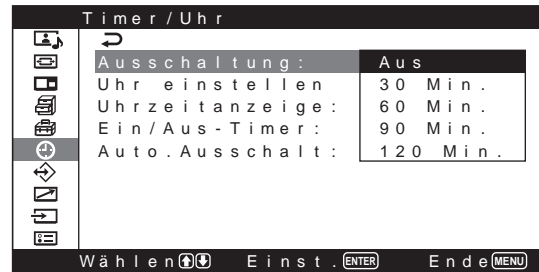 Timer/Uhr
Ausschaltung: Aus
Uhr einstellen 30 Min.
Uhrzeitanzeige: 60 Min.
Ein/Aus-Timer: 90 Min.
Auto.Ausschalt: 120 Min.
Wählen Einst. ENTER Ende MENU